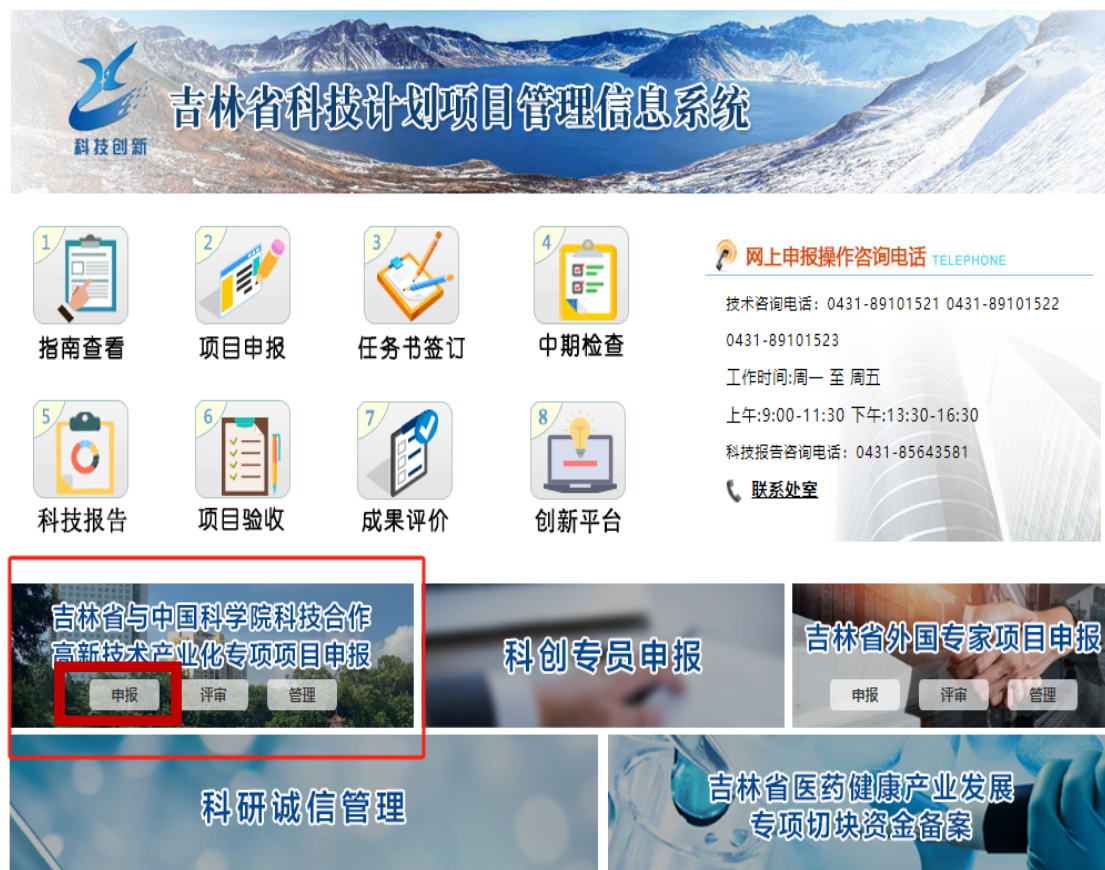 科技创新
吉林省科技计划项目管理信息系统
1
指南查看
2
项目申报
3
任务书签订
4
中期检查
5
科技报告
6
项目验收
7
成果评价
8
创新平台
网上申报操作咨询电话 TELEPHONE
技术咨询电话：0431-89101521 0431-89101522
0431-89101523
工作时间:周一 至 周五
上午:9:00-11:30 下午:13:30-16:30
科技报告咨询电话：0431-85643581
联系处室
吉林省与中国科学院科技合作
高新技术产业化专项项目申报
申报 评审 管理
科创专员申报
吉林省外国专家项目申报
申报 评审 管理
科研诚信管理
吉林省医药健康产业发展
专项切块资金备案